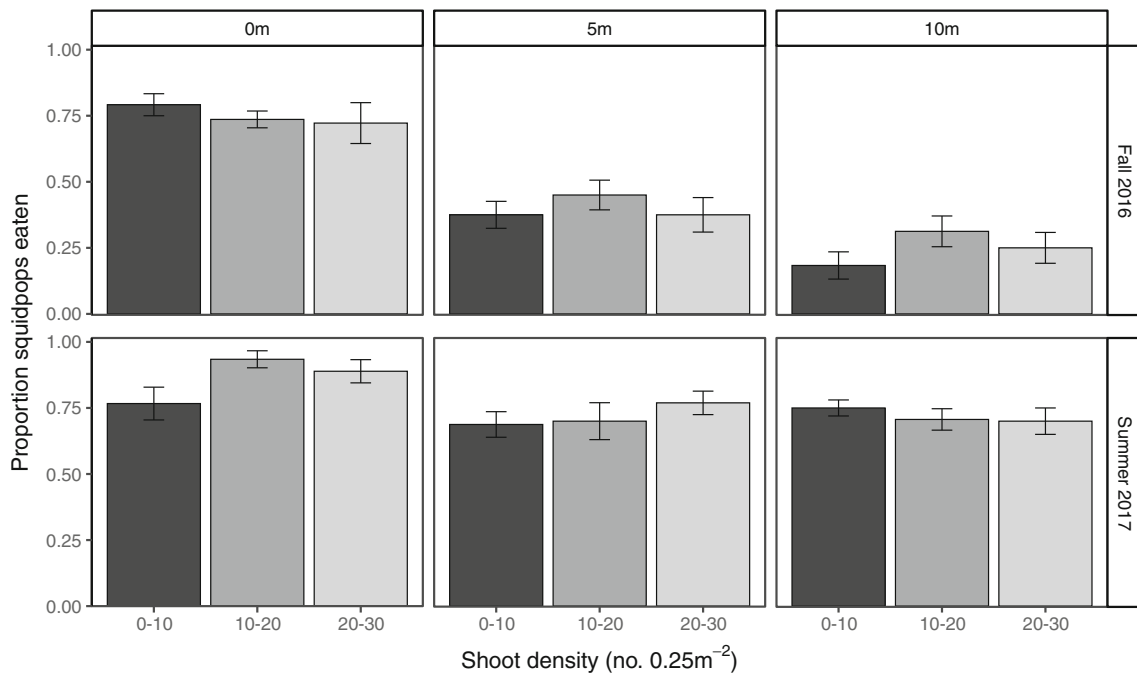 0m 5m 10m
1.00
0.75
0.50
0.25
0.00
Fall 2016
1.00
0.75
0.50
0.25
0.00
Summer 2017
Proportion squidpops eaten
0-10 10-20 20-30 0-10 10-20 20-30 0-10 10-20 20-30
Shoot density (no. 0.25m⁻²)